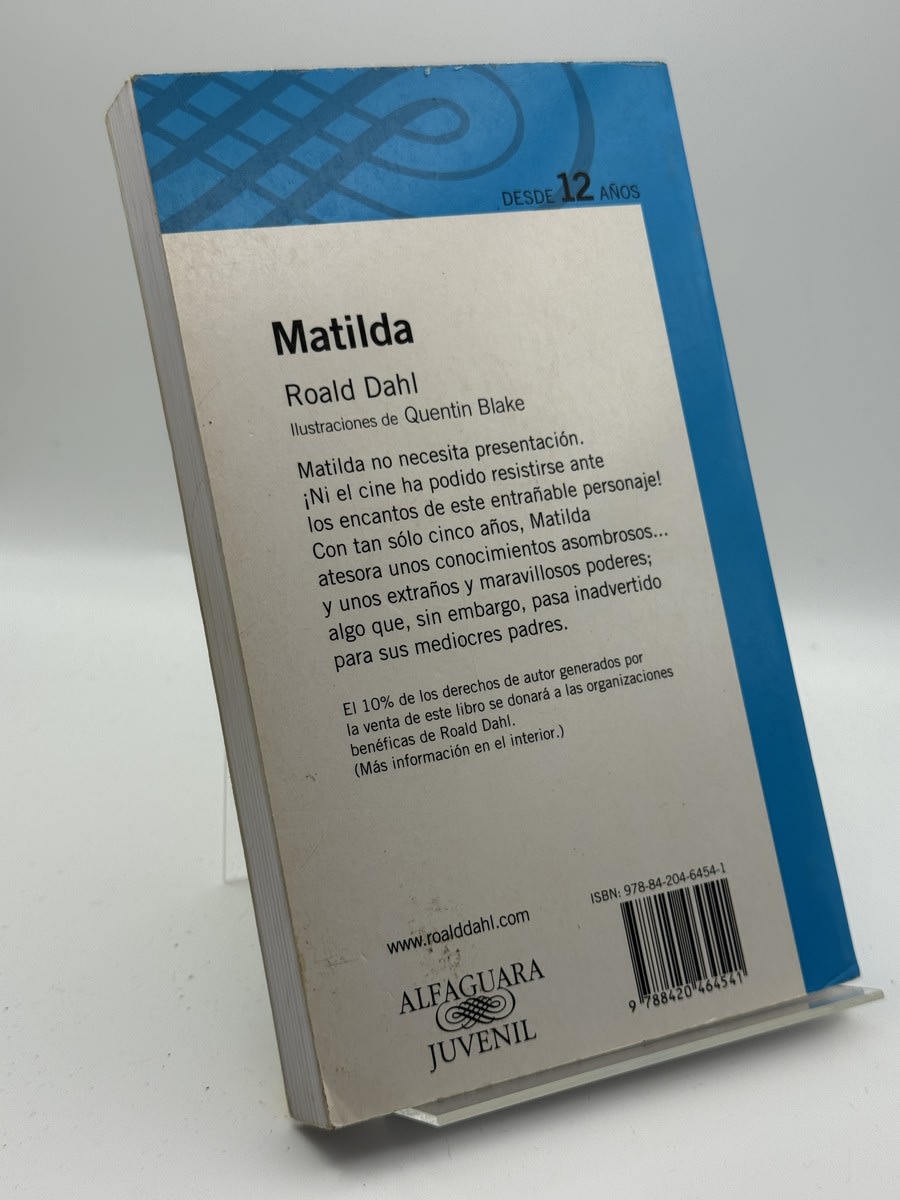 DESDE 12 AÑOS
Matilda
Roald Dahl
Ilustraciones de Quentin Blake
Matilda no necesita presentación.
¡Ni el cine ha podido resistirse ante
los encantos de este entrañable personaje!
Con tan sólo cinco años, Matilda
atesora unos conocimientos asombrosos...
y unos extraños y maravillosos poderes;
algo que, sin embargo, pasa inadvertido
para sus mediocres padres.
El 10% de los derechos de autor generados por
la venta de este libro se donará a las organizaciones
benéficas de Roald Dahl.
(Más información en el interior.)
www.roalddahl.com
ALFAGUARA
JUVENIL
ISBN: 978-84-204-6454-1
9 788420 464541